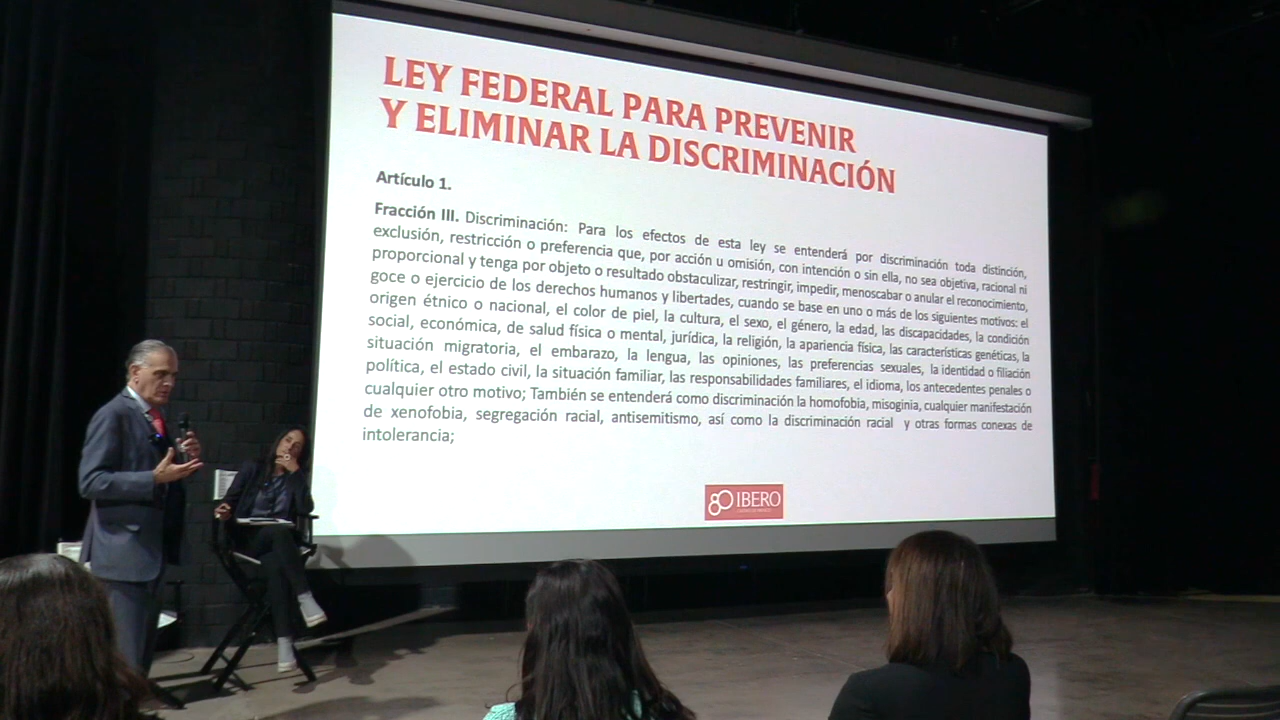 LEY FEDERAL PARA PREVENIR
Y ELIMINAR LA DISCRIMINACIÓN
Artículo 1.
Fracción III. Discriminación: Para los efectos de esta ley se entenderá por discriminación toda distinción,
exclusión, restricción o preferencia que, por acción u omisión, con intención o sin ella, no sea objetiva, racional ni
proporcional y tenga por objeto o resultado obstaculizar, restringir, impedir, menoscabar o anular el reconocimiento,
goce o ejercicio de los derechos humanos y libertades, cuando se base en uno o más de los siguientes motivos: el
origen étnico o nacional, el color de piel, la cultura, el sexo, el género, la edad, las discapacidades, la condición
social, económica, de salud física o mental, jurídica, la religión, la apariencia física, las características genéticas, la
situación migratoria, el embarazo, la lengua, las opiniones, las preferencias sexuales, la identidad o filiación
política, el estado civil, la situación familiar, las responsabilidades familiares, el idioma, los antecedentes penales o
cualquier otro motivo; También se entenderá como discriminación la homofobia, misoginia, cualquier manifestación
de xenofobia, segregación racial, antisemitismo, así como la discriminación racial y otras formas conexas de
intolerancia;
80 IBERO